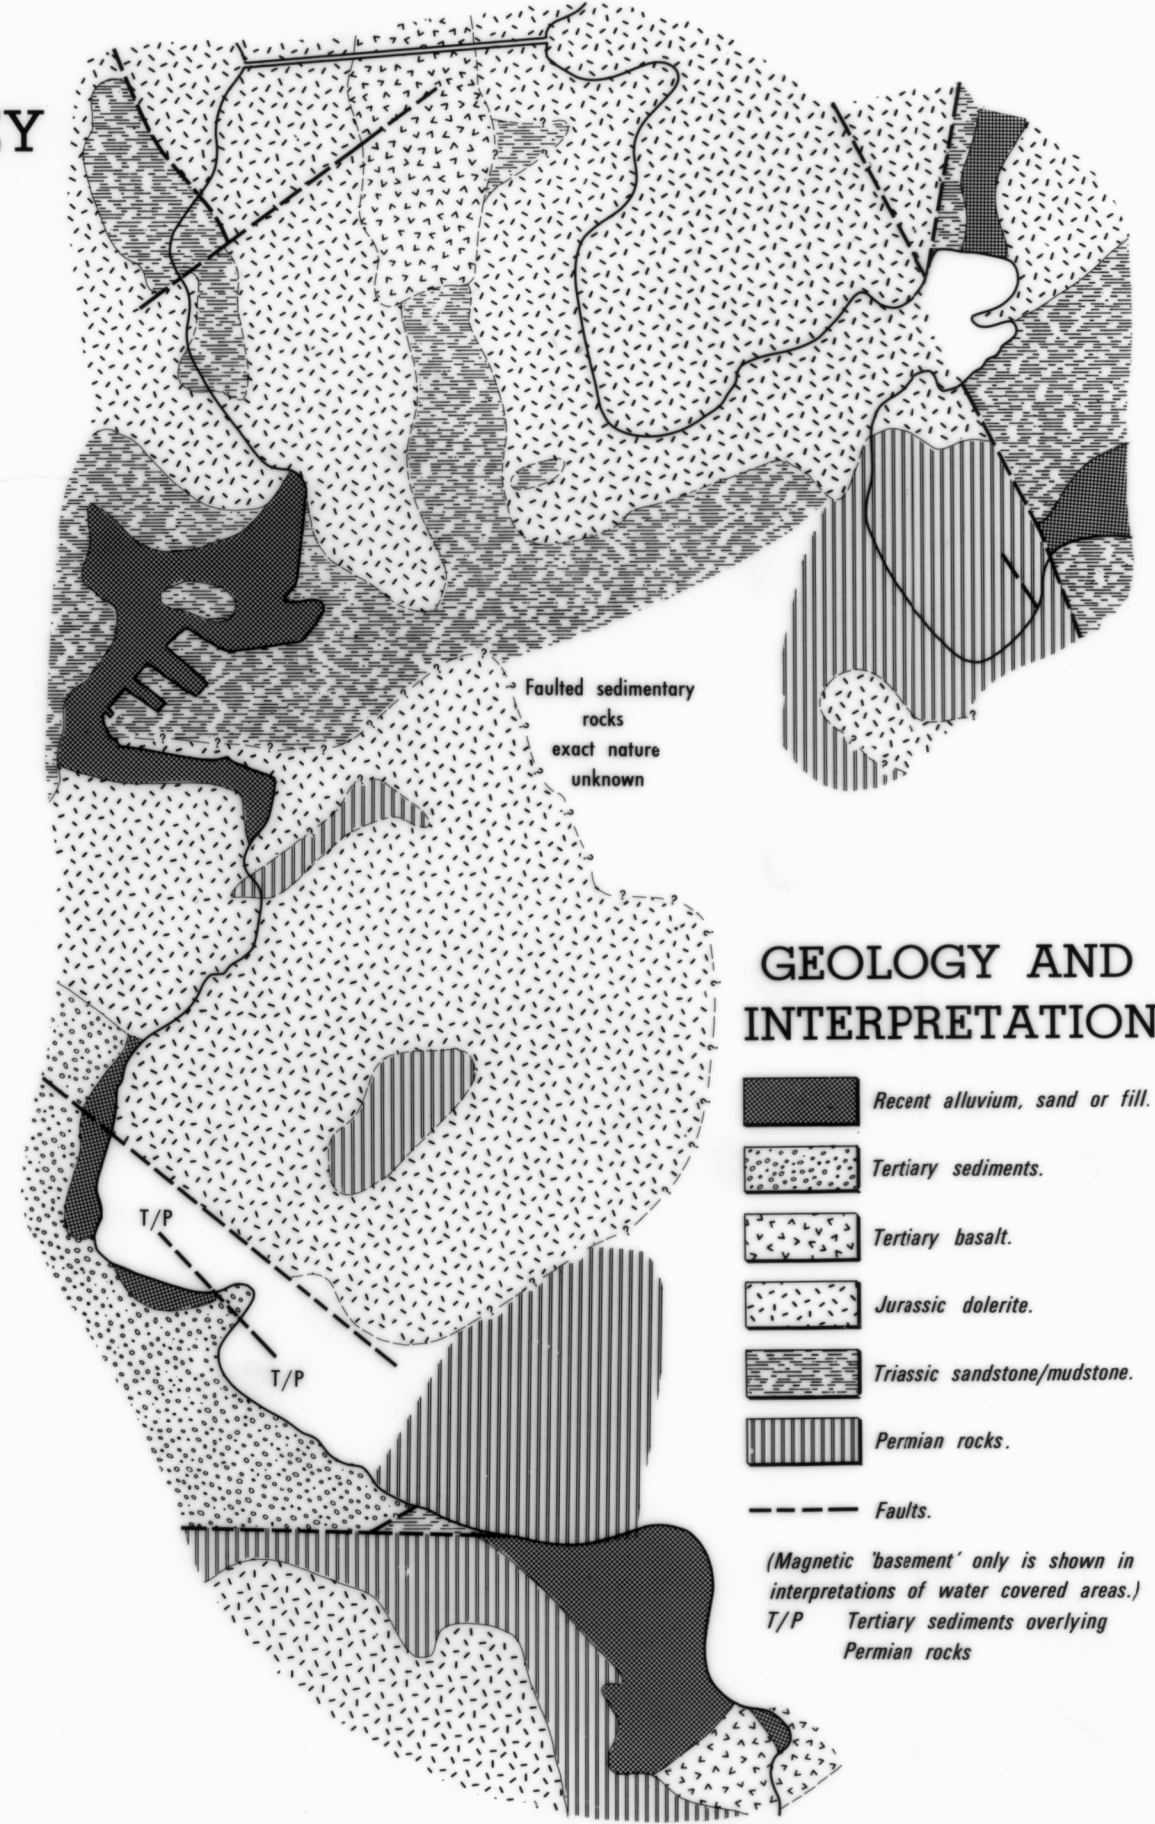 Y
Faulted sedimentary
rocks
exact nature
unknown
GEOLOGY AND
INTERPRETATION
Recent alluvium, sand or fill.
Tertiary sediments.
Tertiary basalt.
Jurassic dolerite.
Triassic sandstone/mudstone.
Permian rocks.
Faults.
(Magnetic 'basement' only is shown in
interpretations of water covered areas.)
T/P Tertiary sediments overlying
Permian rocks
T/P
T/P